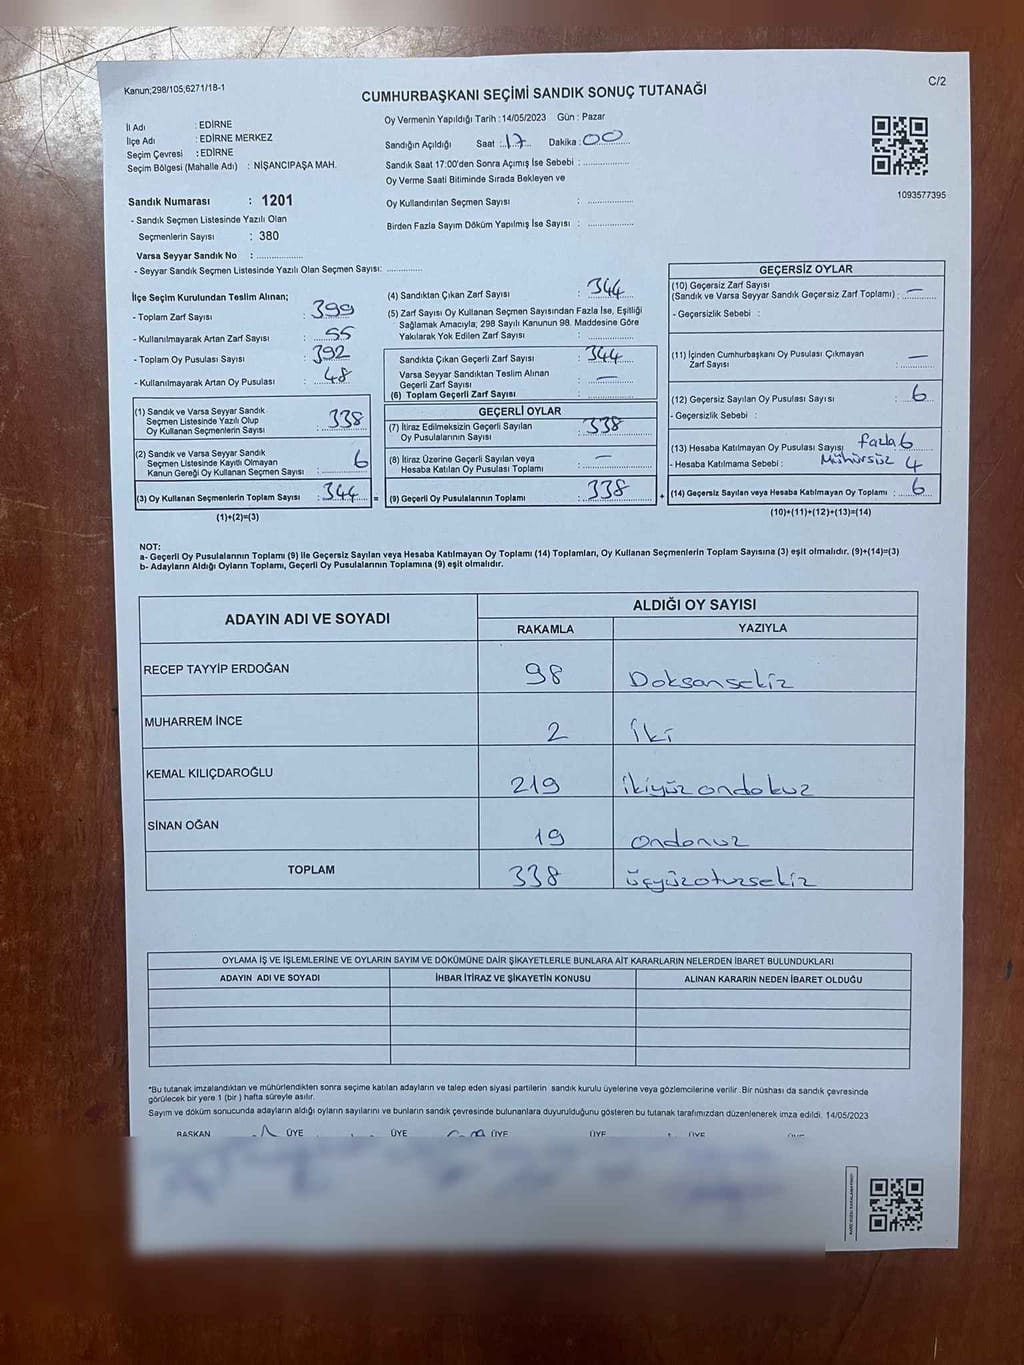 Kanun;298/105,6271/18-1
C/2
CUMHURBAŞKANI SEÇİMİ SANDIK SONUÇ TUTANAĞI
İl Adı : EDİRNE
İlçe Adı : EDİRNE MERKEZ
Seçim Çevresi : EDİRNE
Seçim Bölgesi (Mahalle Adı) : NİŞANCIPAŞA MAH.
Oy Vermenin Yapıldığı Tarih :14/05/2023 Gün : Pazar
Sandığın Açıldığı Saat : 17 Dakika : 00
Sandık Saat 17:00'den Sonra Açımış İse Sebebi : ................
Oy Verme Saati Bitiminde Sırada Bekleyen ve
Oy Kullandırılan Seçmen Sayısı : ................
Birden Fazla Sayım Döküm Yapılmış İse Sayısı : ................
1093577395
Sandık Numarası : 1201
- Sandık Seçmen Listesinde Yazılı Olan
Seçmenlerin Sayısı : 380
Varsa Seyyar Sandık No : ................
- Seyyar Sandık Seçmen Listesinde Yazılı Olan Seçmen Sayısı: ............
İlçe Seçim Kurulundan Teslim Alınan;
- Toplam Zarf Sayısı : 399
- Kullanılmayarak Artan Zarf Sayısı : 55
- Toplam Oy Pusulası Sayısı : 392
- Kullanılmayarak Artan Oy Pusulası : 48
(1) Sandık ve Varsa Seyyar Sandık
Seçmen Listesinde Yazılı Olup
Oy Kullanan Seçmenlerin Sayısı : 338
(2) Sandık ve Varsa Seyyar Sandık
Seçmen Listesinde Kayıtlı Olmayan
Kanun Gereği Oy Kullanan Seçmen Sayısı : 6
(3) Oy Kullanan Seçmenlerin Toplam Sayısı : 344 =
(1)+(2)=(3)
(4) Sandıktan Çıkan Zarf Sayısı : 344
(5) Zarf Sayısı Oy Kullanan Seçmen Sayısından Fazla İse, Eşitliği
Sağlamak Amacıyla; 298 Sayılı Kanunun 98. Maddesine Göre
Yakılarak Yok Edilen Zarf Sayısı : ................
Sandıkta Çıkan Geçerli Zarf Sayısı : 344
Varsa Seyyar Sandıktan Teslim Alınan
Geçerli Zarf Sayısı : —
(6) Toplam Geçerli Zarf Sayısı : ................
GEÇERLİ OYLAR
(7) İtiraz Edilmeksizin Geçerli Sayılan
Oy Pusulalarının Sayısı : 338
(8) İtiraz Üzerine Geçerli Sayılan veya
Hesaba Katılan Oy Pusulası Toplamı : —
(9) Geçerli Oy Pusulalarının Toplamı : 338 +
GEÇERSİZ OYLAR
(10) Geçersiz Zarf Sayısı
(Sandık ve Varsa Seyyar Sandık Geçersiz Zarf Toplamı) : —
- Geçersizlik Sebebi :
(11) İçinden Cumhurbaşkanı Oy Pusulası Çıkmayan
Zarf Sayısı : —
(12) Geçersiz Sayılan Oy Pusulası Sayısı : 6
- Geçersizlik Sebebi :
(13) Hesaba Katılmayan Oy Pusulası Sayısı fazla 6
- Hesaba Katılmama Sebebi : Mühürsüz 4
(14) Geçersiz Sayılan veya Hesaba Katılmayan Oy Toplamı : 6
(10)+(11)+(12)+(13)=(14)
NOT:
a- Geçerli Oy Pusulalarının Toplamı (9) ile Geçersiz Sayılan veya Hesaba Katılmayan Oy Toplamı (14) Toplamları, Oy Kullanan Seçmenlerin Toplam Sayısına (3) eşit olmalıdır. (9)+(14)=(3)
b- Adayların Aldığı Oyların Toplamı, Geçerli Oy Pusulalarının Toplamına (9) eşit olmalıdır.
ADAYIN ADI VE SOYADI
ALDIĞI OY SAYISI
RAKAMLA YAZIYLA
RECEP TAYYİP ERDOĞAN 98 Doksansekiz
MUHARREM İNCE 2 iki
KEMAL KILIÇDAROĞLU 219 ikiyüz ondokuz
SİNAN OĞAN 19 ondonuz
TOPLAM 338 üçyüzotuzsekiz
OYLAMA İŞ VE İŞLEMLERİNE VE OYLARIN SAYIM VE DÖKÜMÜNE DAİR ŞİKAYETLERLE BUNLARA AİT KARARLARIN NELERDEN İBARET BULUNDUKLARI
ADAYIN ADI VE SOYADI İHBAR İTİRAZ VE ŞİKAYETİN KONUSU ALINAN KARARIN NEDEN İBARET OLDUĞU
*Bu tutanak imzalandıktan ve mühürlendikten sonra seçime katılan adayların ve talep eden siyasi partilerin sandık kurulu üyelerine veya gözlemcilerine verilir .Bir nüshası da sandık çevresinde
görülecek bir yere 1 (bir ) hafta süreyle asılır.
Sayım ve döküm sonucunda adayların aldığı oyların sayılarını ve bunların sandık çevresinde bulunanlara duyurulduğunu gösteren bu tutanak tarafımızdan düzenlenerek imza edildi. 14/05/2023
BAŞKAN ÜYE ÜYE ÜYE ÜYE ÜYE ÜYE